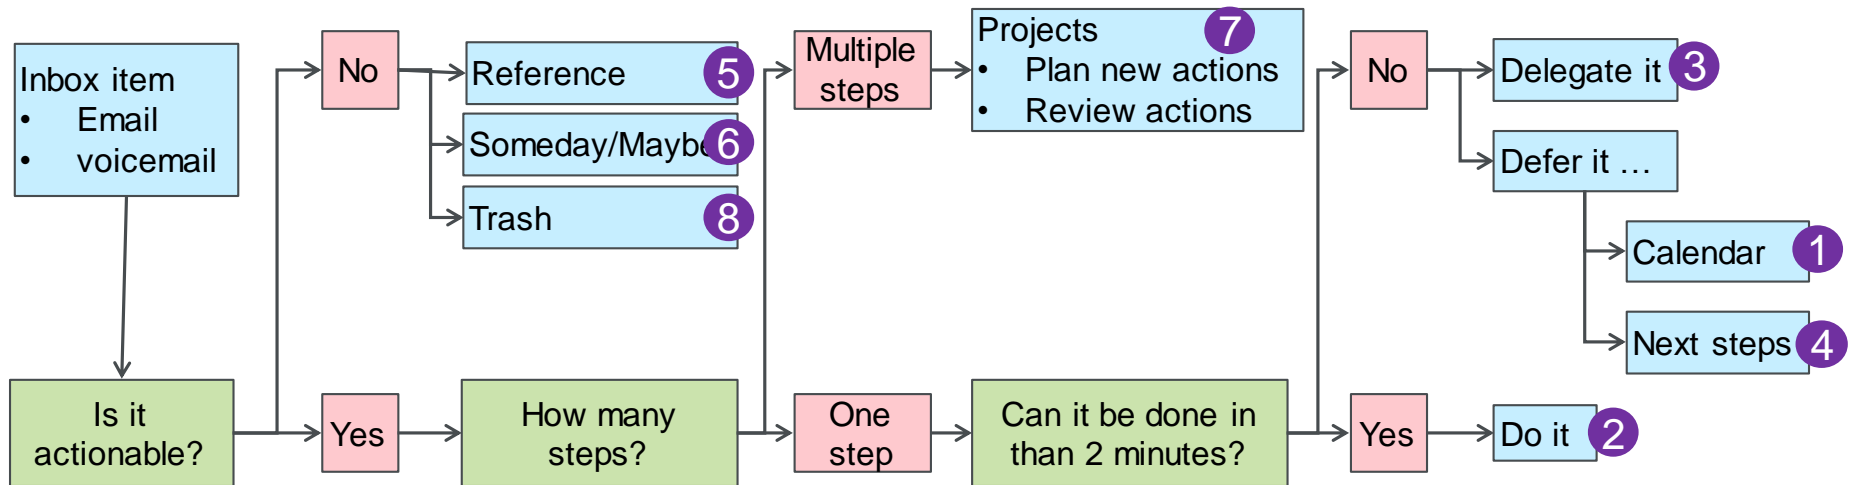 Inbox item
• Email
• voicemail
Is it
actionable?
No
Yes
Reference 5
Someday/Maybe 6
Trash 8
How many
steps?
Multiple
steps
One
step
Projects 7
• Plan new actions
• Review actions
Can it be done in
than 2 minutes?
No
Yes
Delegate it 3
Defer it …
Calendar 1
Next steps 4
Do it 2